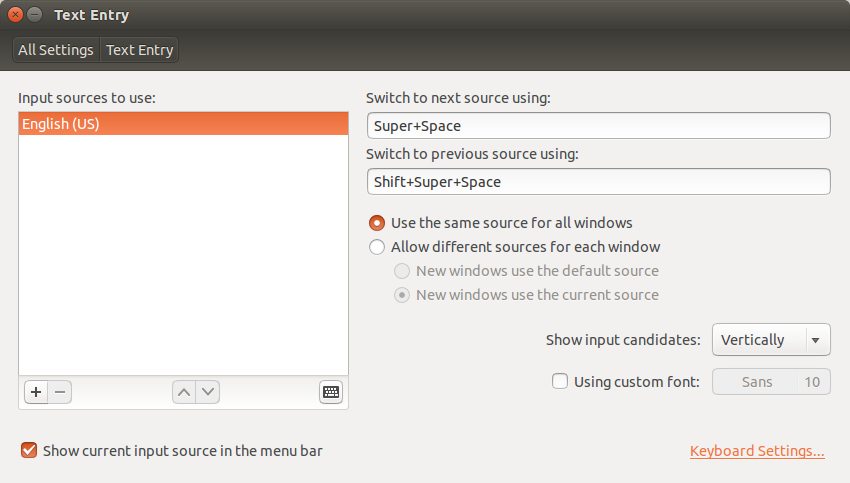 Text Entry
All Settings
Text Entry
Input sources to use:
English (US)
Switch to next source using:
Super+Space
Switch to previous source using:
Shift+Super+Space
Use the same source for all windows
Allow different sources for each window
New windows use the default source
New windows use the current source
Show input candidates: Vertically
Using custom font: Sans 10
Show current input source in the menu bar
Keyboard Settings...